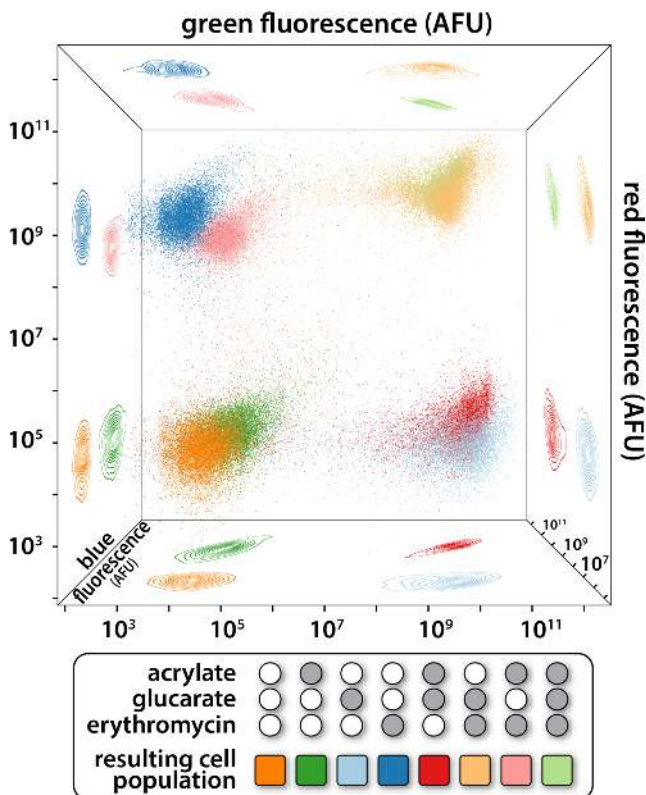 green fluorescence (AFU)
10¹¹
10⁹
10⁷
10⁵
10³
red fluorescence (AFU)
blue
fluorescence
(AFU)
10¹¹
10⁹
10⁷
10³ 10⁵ 10⁷ 10⁹ 10¹¹
acrylate
glucarate
erythromycin
resulting cell
population